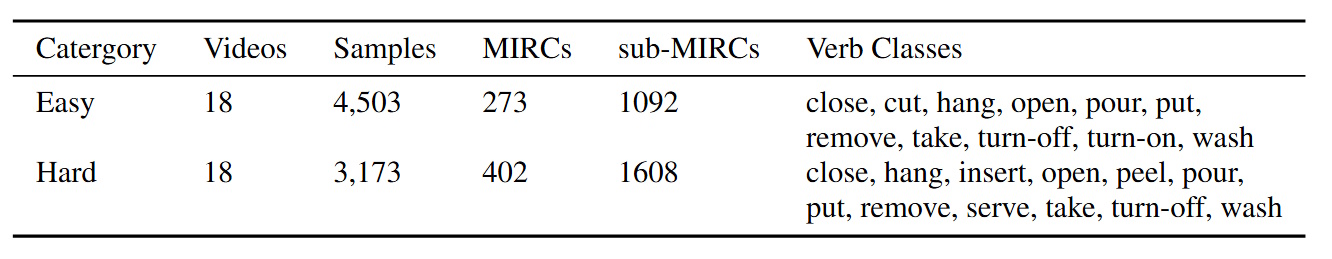 Catergory Videos Samples MIRCs sub-MIRCs Verb Classes
Easy 18 4,503 273 1092 close, cut, hang, open, pour, put,
remove, take, turn-off, turn-on, wash
Hard 18 3,173 402 1608 close, hang, insert, open, peel, pour,
put, remove, serve, take, turn-off, wash